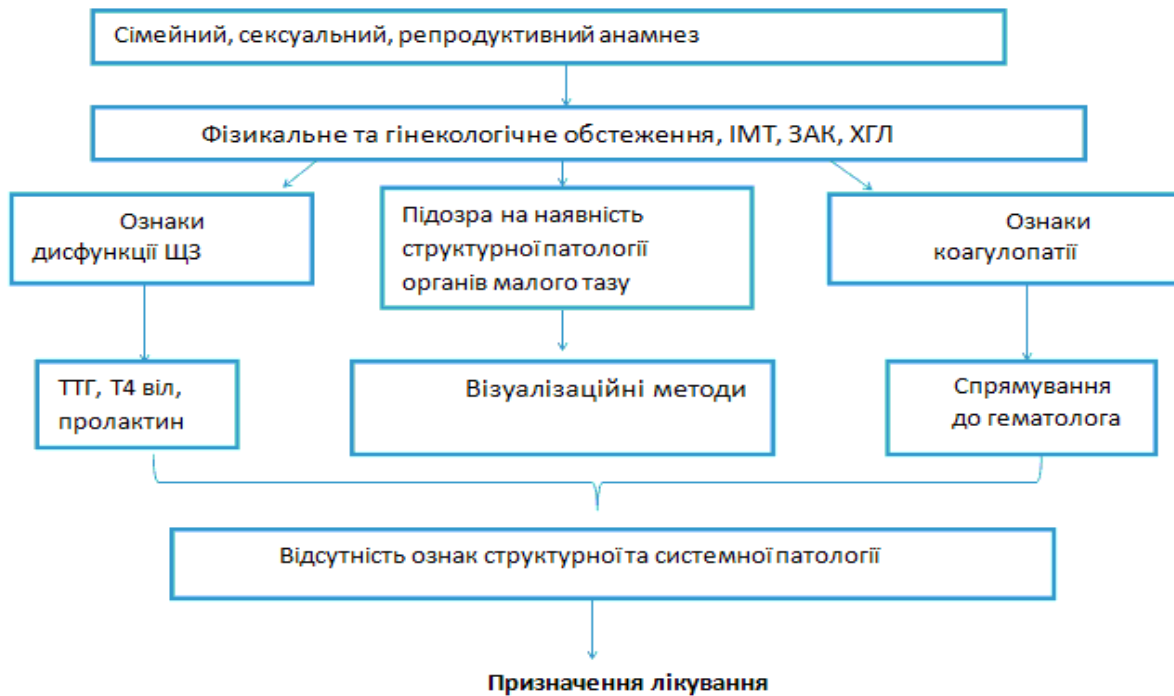 Сімейний, сексуальний, репродуктивний анамнез
Фізикальне та гінекологічне обстеження, ІМТ, ЗАК, ХГЛ
Ознаки
дисфункції ЩЗ
Підозра на наявність
структурної патології
органів малого тазу
Ознаки
коагулопатії
ТТГ, Т4 віл,
пролактин
Візуалізаційні методи
Спрямування
до гематолога
Відсутність ознак структурної та системної патології
Призначення лікування